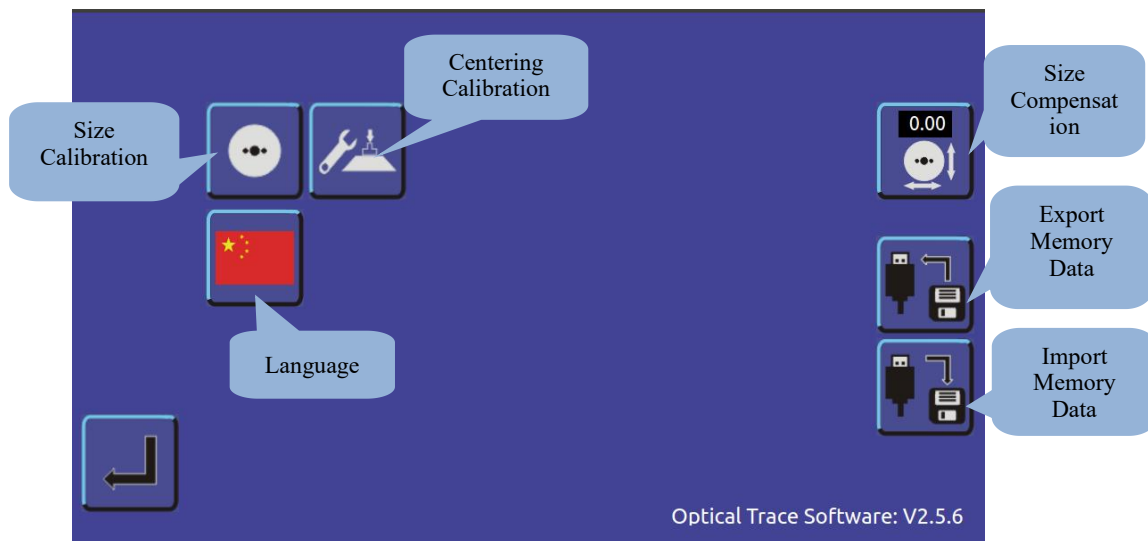 Centering
Calibration
Size
Calibration
Size
Compensat
ion
0.00
Export
Memory
Data
Language
Import
Memory
Data
Optical Trace Software: V2.5.6